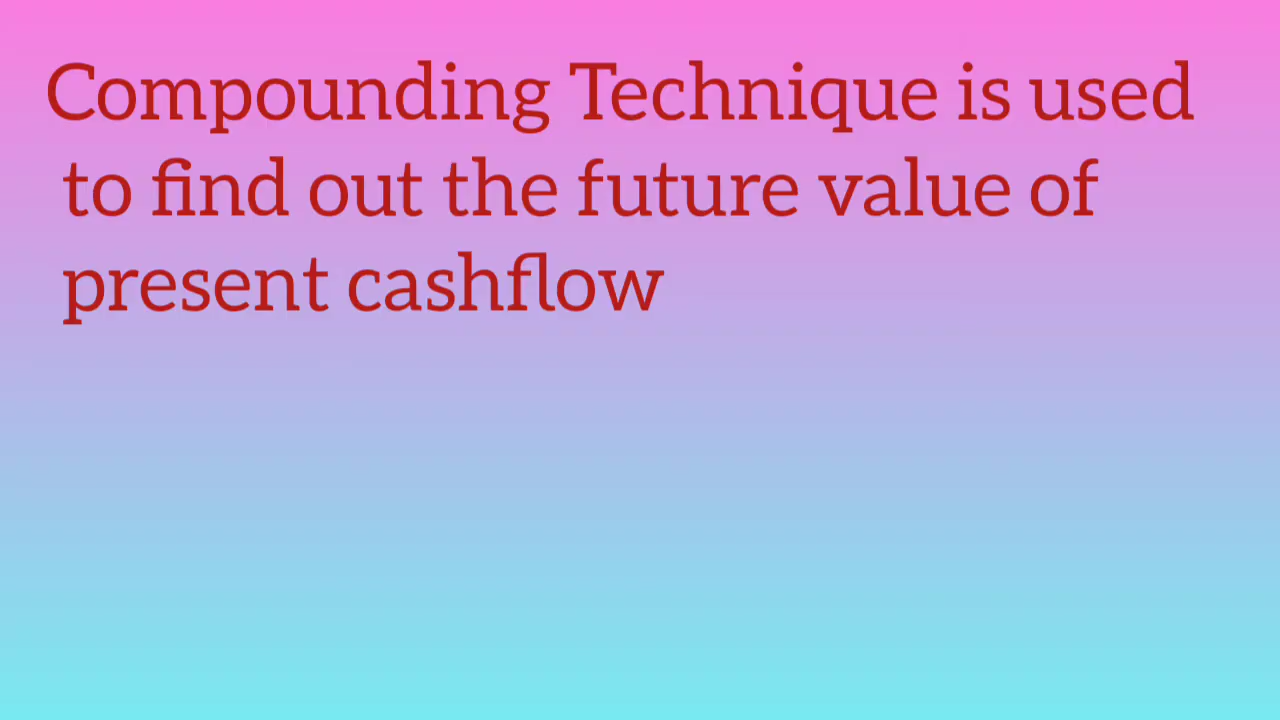 Compounding Technique is used
to find out the future value of
present cashflow